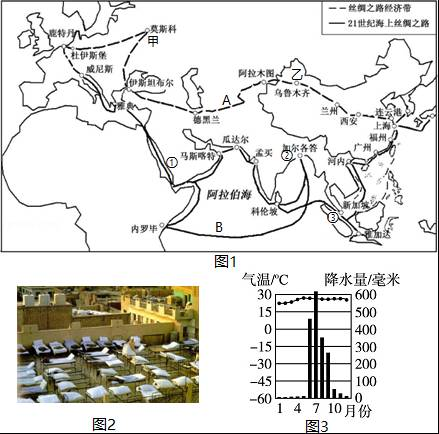 丝绸之路经济带
21世纪海上丝绸之路
莫斯科
甲
鹿特丹
杜伊斯堡
威尼斯
伊斯坦布尔
雅典
A
德黑兰
阿拉木图
乙
乌鲁木齐
兰州
西安
连云港
上海
福州
广州
河内
①
马斯喀特
瓜达尔
孟买
②
加尔各答
阿拉伯海
科伦坡
内罗毕
B
新加坡
③
雅加达
图1
图2
气温/℃ 降水量/毫米
30 600
15 500
0 400
-15 300
-30 200
-45 100
-60 0
1 4 7 10 月份
图3